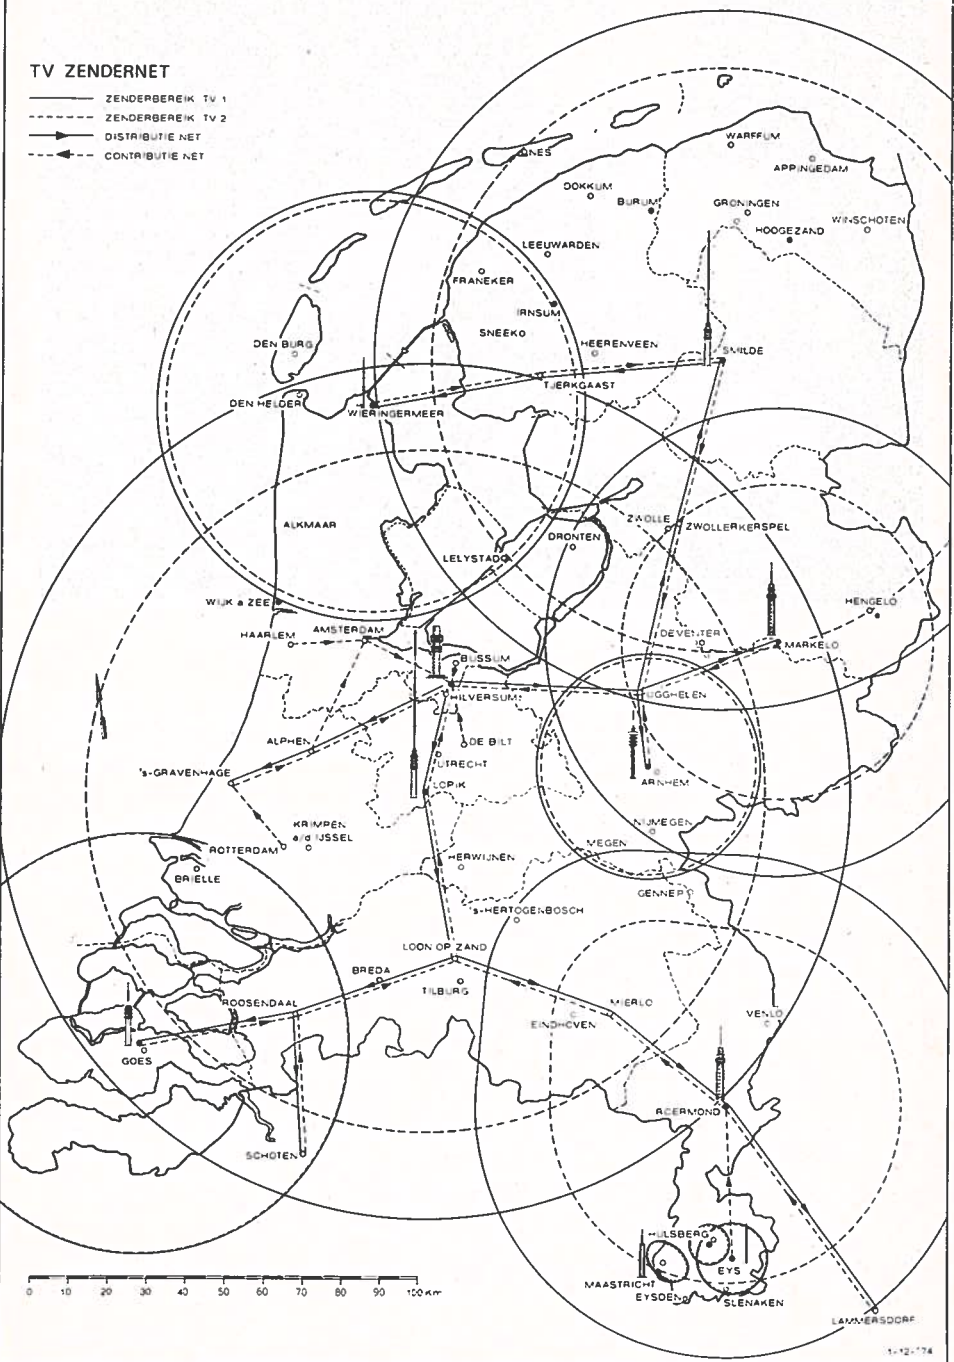 TV ZENDERNET
ZENDERBEREIK TV 1
ZENDERBEREIK TV 2
DISTRIBUTIE NET
CONTRIBUTIE NET
WARFFUM
APPINGEDAM
DOKKUM
BURUM
GRONINGEN
WINSCHOTEN
HOOGEZAND
LEEUWARDEN
FRANEKER
IRNSUM
SNEEK
HEERENVEEN
DEN BURG
SMILDE
TJERKGAAST
DEN HELDER
WIERINGERMEER
ALKMAAR
ZWOLLE
ZWOLLERKERSPEL
DRONTEN
LELYSTAD
WIJK a ZEE
HENGELO
HAARLEM
AMSTERDAM
DEVENTER
MARKELO
BUSSUM
HILVERSUM
UGCHELEN
ALPHEN
DE BILT
UTRECHT
's-GRAVENHAGE
LOPIK
ARNHEM
KRIMPEN
a/d IJSSEL
NIJMEGEN
ROTTERDAM
MEGEN
HERWIJNEN
BRIELLE
GENNEP
's-HERTOGENBOSCH
LOON OP ZAND
BREDA
TILBURG
ROOSENDAAL
MIERLO
EINDHOVEN
VENLO
GOES
ROERMOND
SCHOTEN
HULSBERG
EYS
MAASTRICHT
EYSDEN
SLENAKEN
LAMMERSDORF
0 10 20 30 40 50 60 70 80 90 100 Km